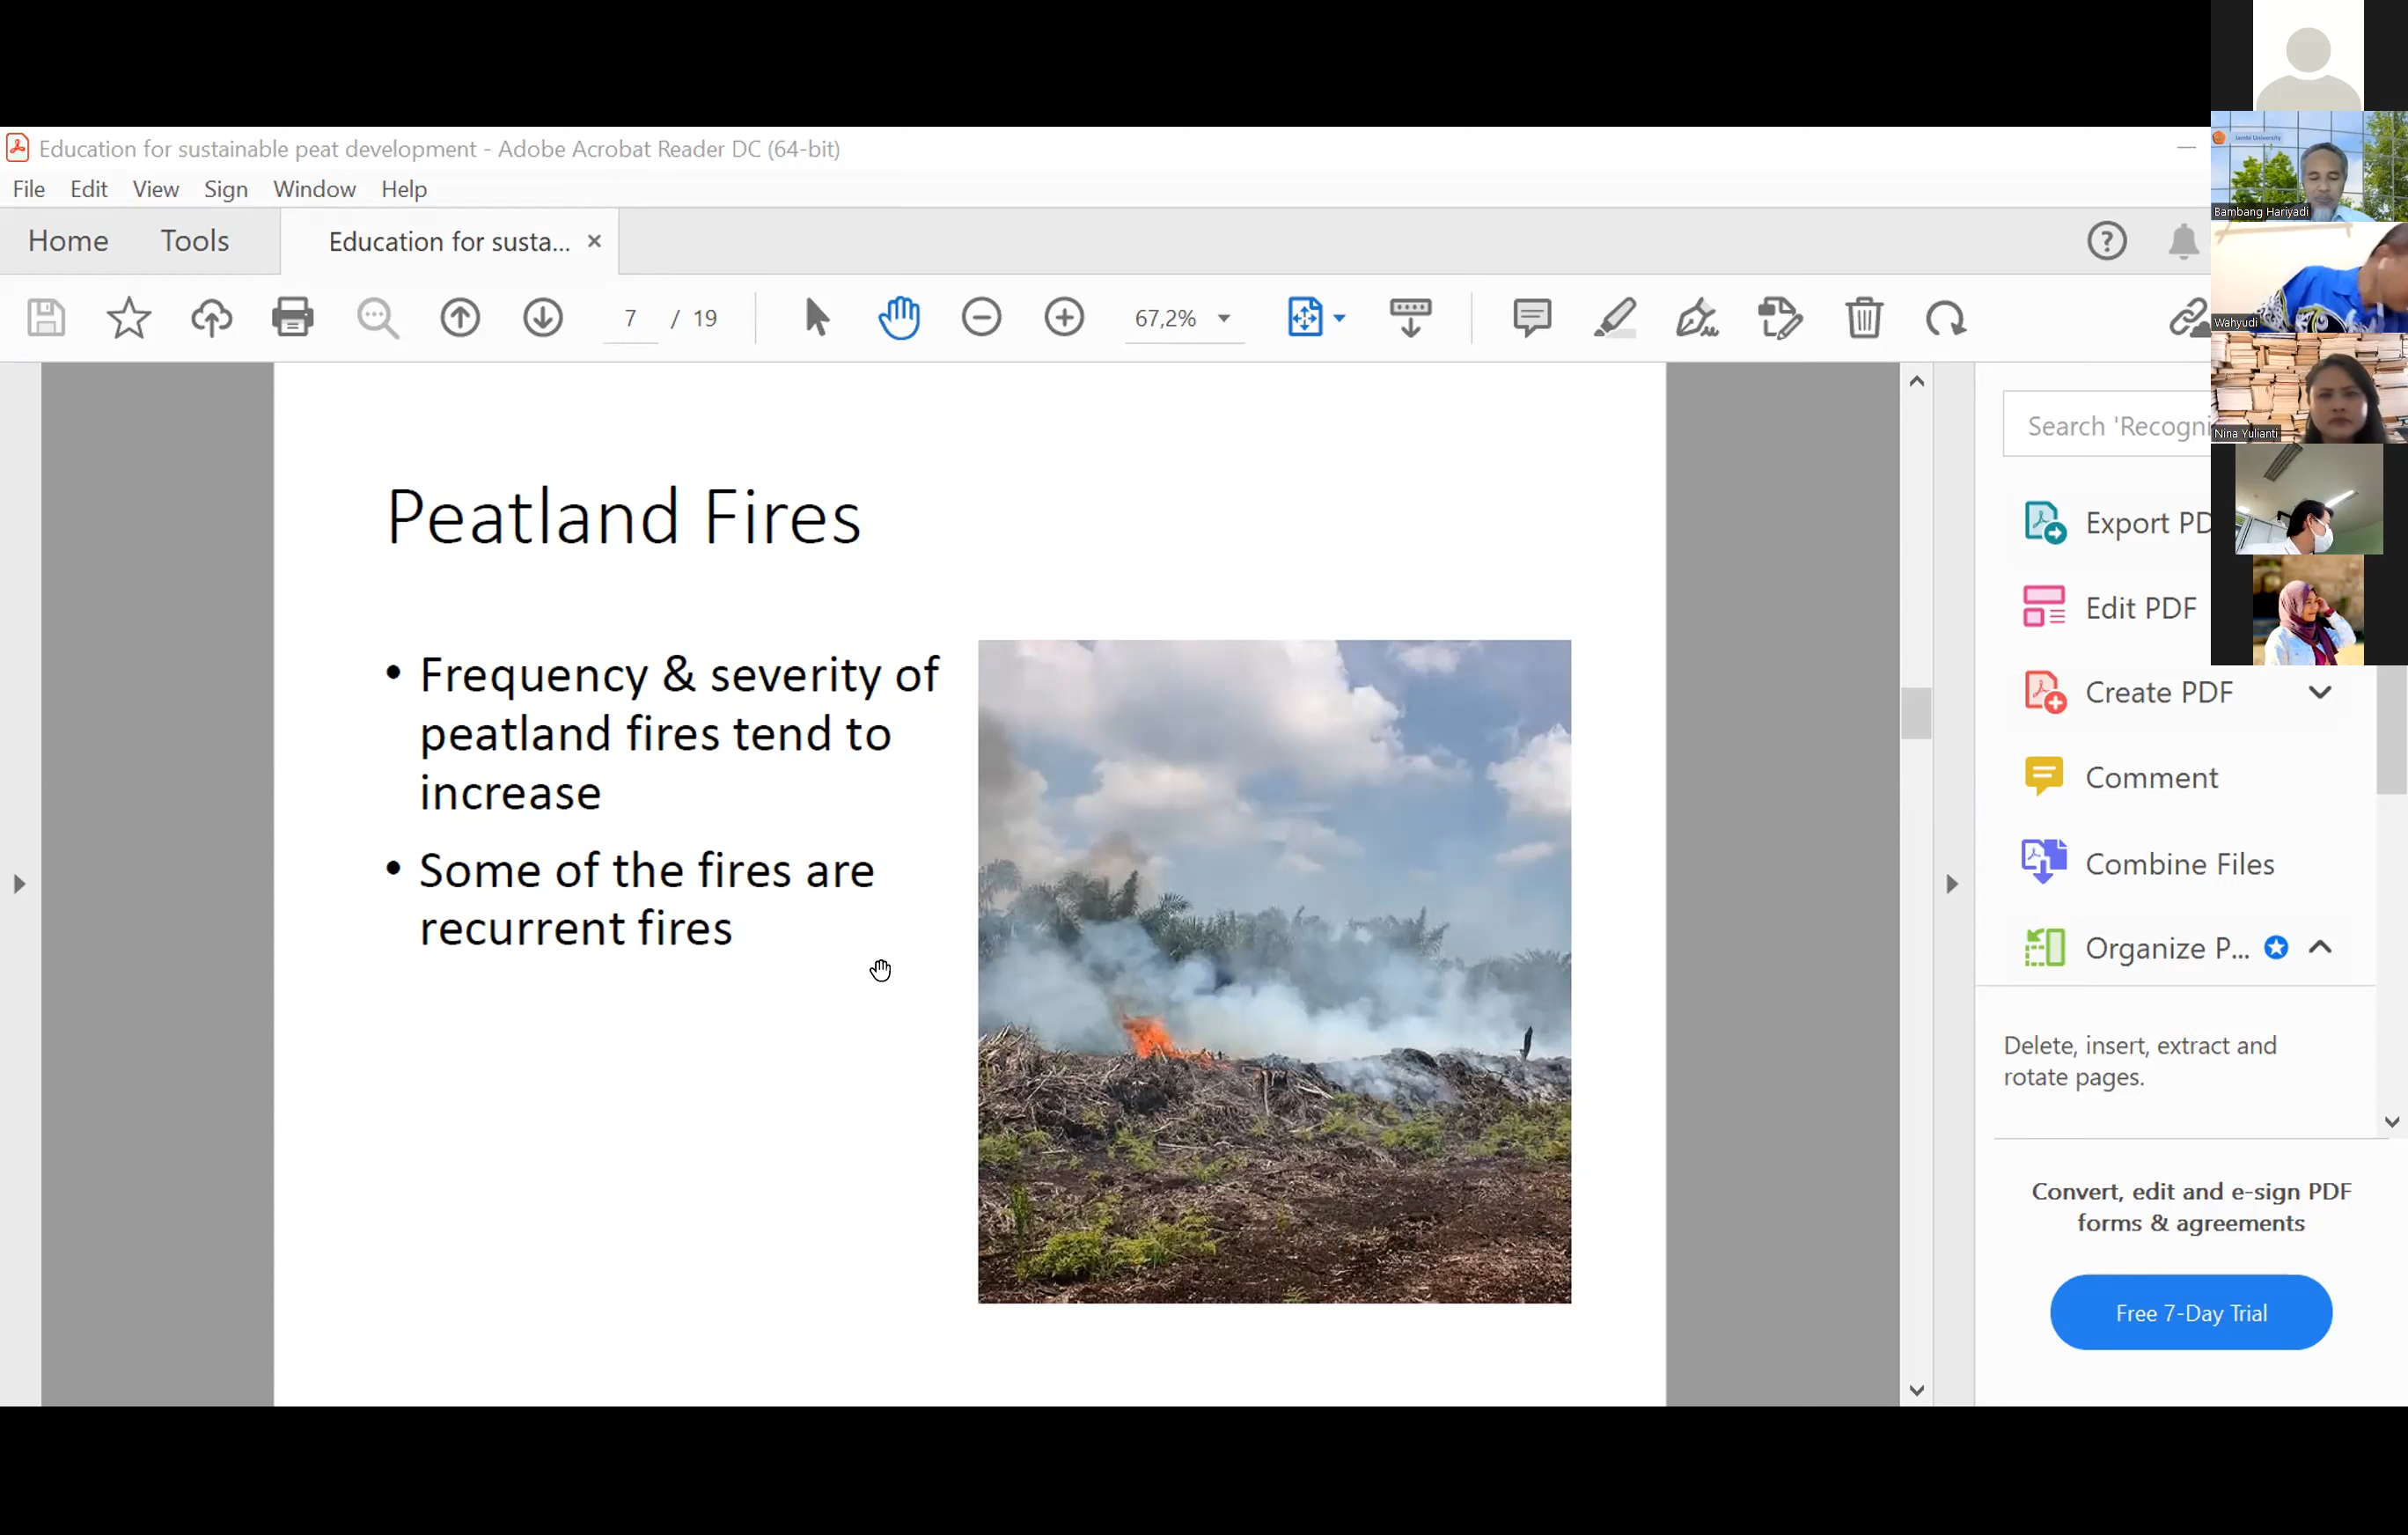 Education for sustainable peat development - Adobe Acrobat Reader DC (64-bit)
File Edit View Sign Window Help
Home Tools Education for susta... ×
7 / 19 67,2%
Peatland Fires
• Frequency & severity of
peatland fires tend to
increase
• Some of the fires are
recurrent fires
Search 'Recogni
Export PD
Edit PDF
Create PDF
Comment
Combine Files
Organize P...
Delete, insert, extract and
rotate pages.
Convert, edit and e-sign PDF
forms & agreements
Free 7-Day Trial
Jambi University
Bambang Hariyadi
Wahyudi
Nina Yulianti